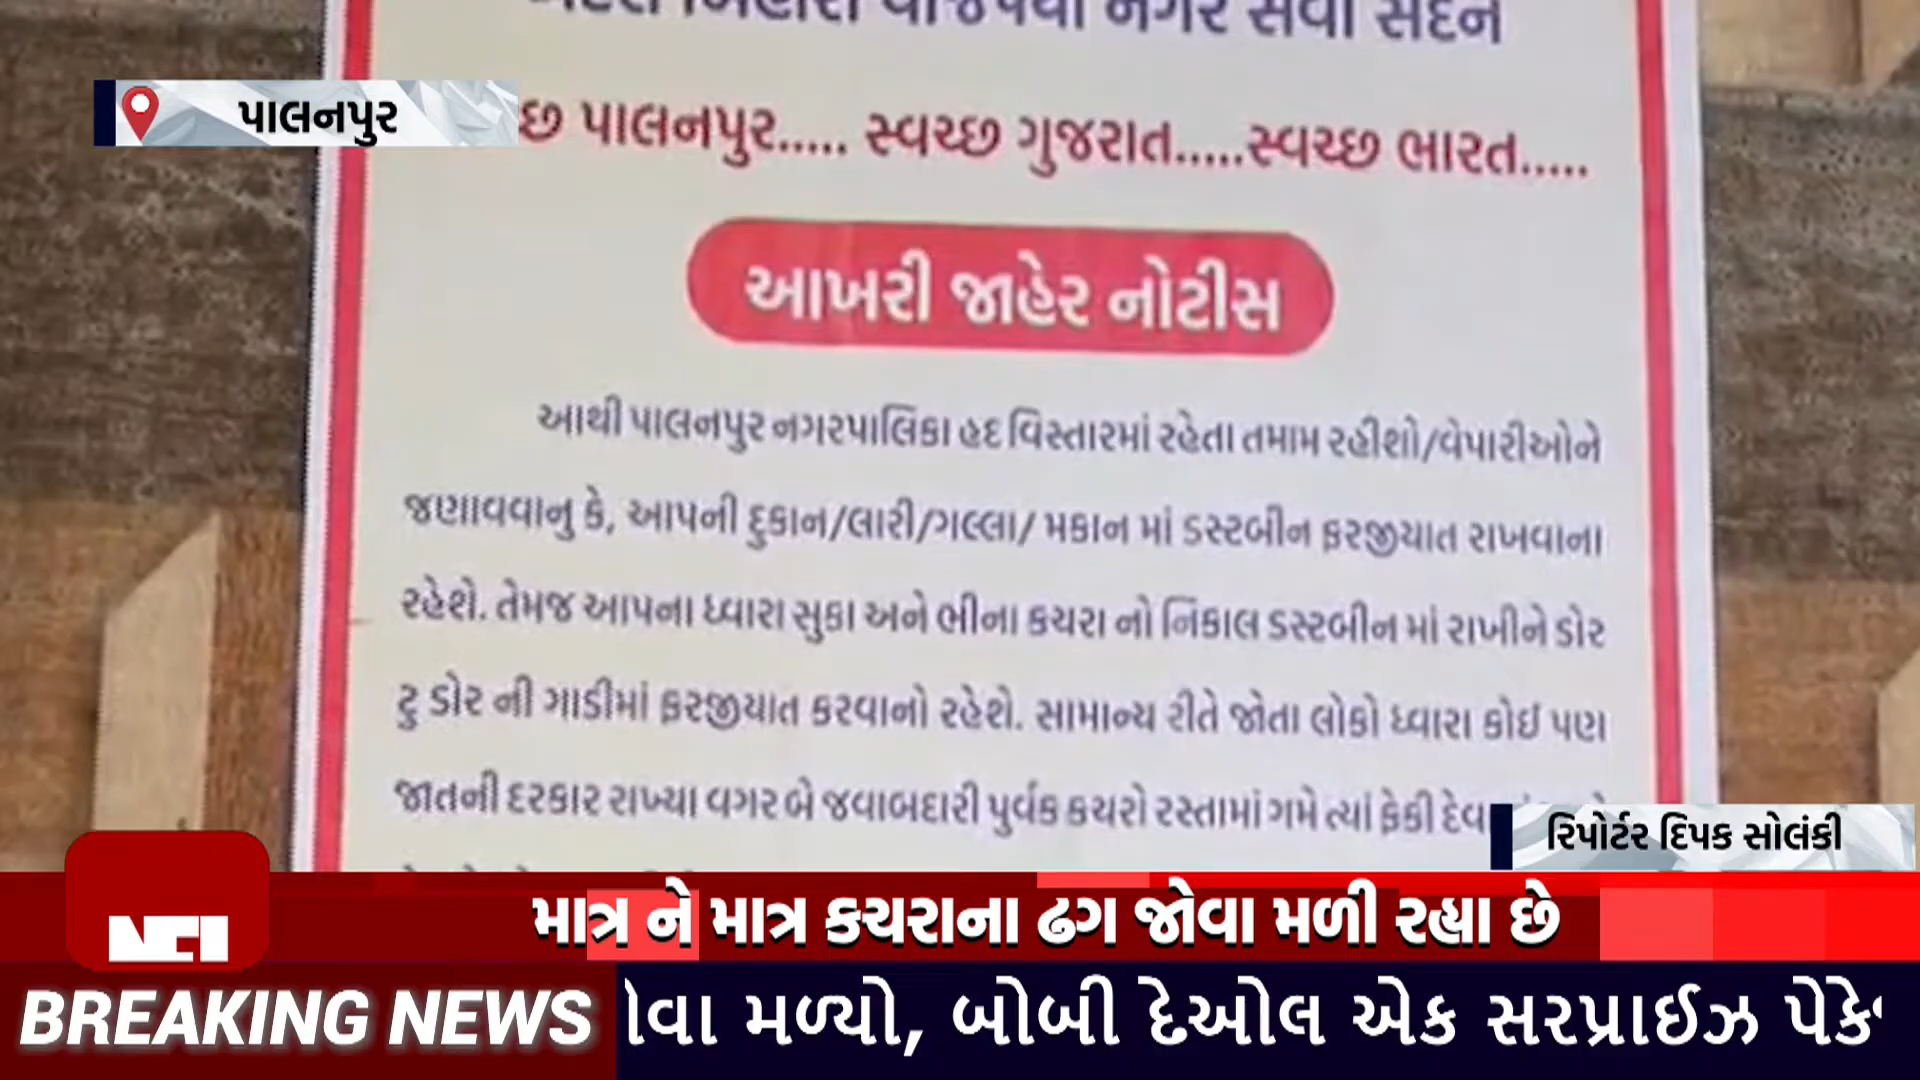 નગર સેવા સદન
પાલનપુર
પાલનપુર..... સ્વચ્છ ગુજરાત.....સ્વચ્છ ભારત.....
આખરી જાહેર નોટીસ
આથી પાલનપુર નગરપાલિકા હદ વિસ્તારમાં રહેતા તમામ રહીશો/વેપારીઓને
જણાવવાનુ કે, આપની દુકાન/લારી/ગલ્લા/ મકાન માં ડસ્ટબીન ફરજીયાત રાખવાના
રહેશે. તેમજ આપના ધ્વારા સુકા અને ભીના કચરા નો નિકાલ ડસ્ટબીન માં રાખીને ડોર
ટુ ડોર ની ગાડીમાં ફરજીયાત કરવાનો રહેશે. સામાન્ય રીતે જોતા લોકો ધ્વારા કોઈ પણ
જાતની દરકાર રાખ્યા વગર બે જવાબદારી પુર્વક કચરો રસ્તામાં ગમે ત્યાં ફેકી
રિપોર્ટર દિપક સોલંકી
માત્ર ને માત્ર કચરાના ઢગ જોવા મળી રહ્યા છે
BREAKING NEWS
મળ્યો, બોબી દેઓલ એક સરપ્રાઈઝ